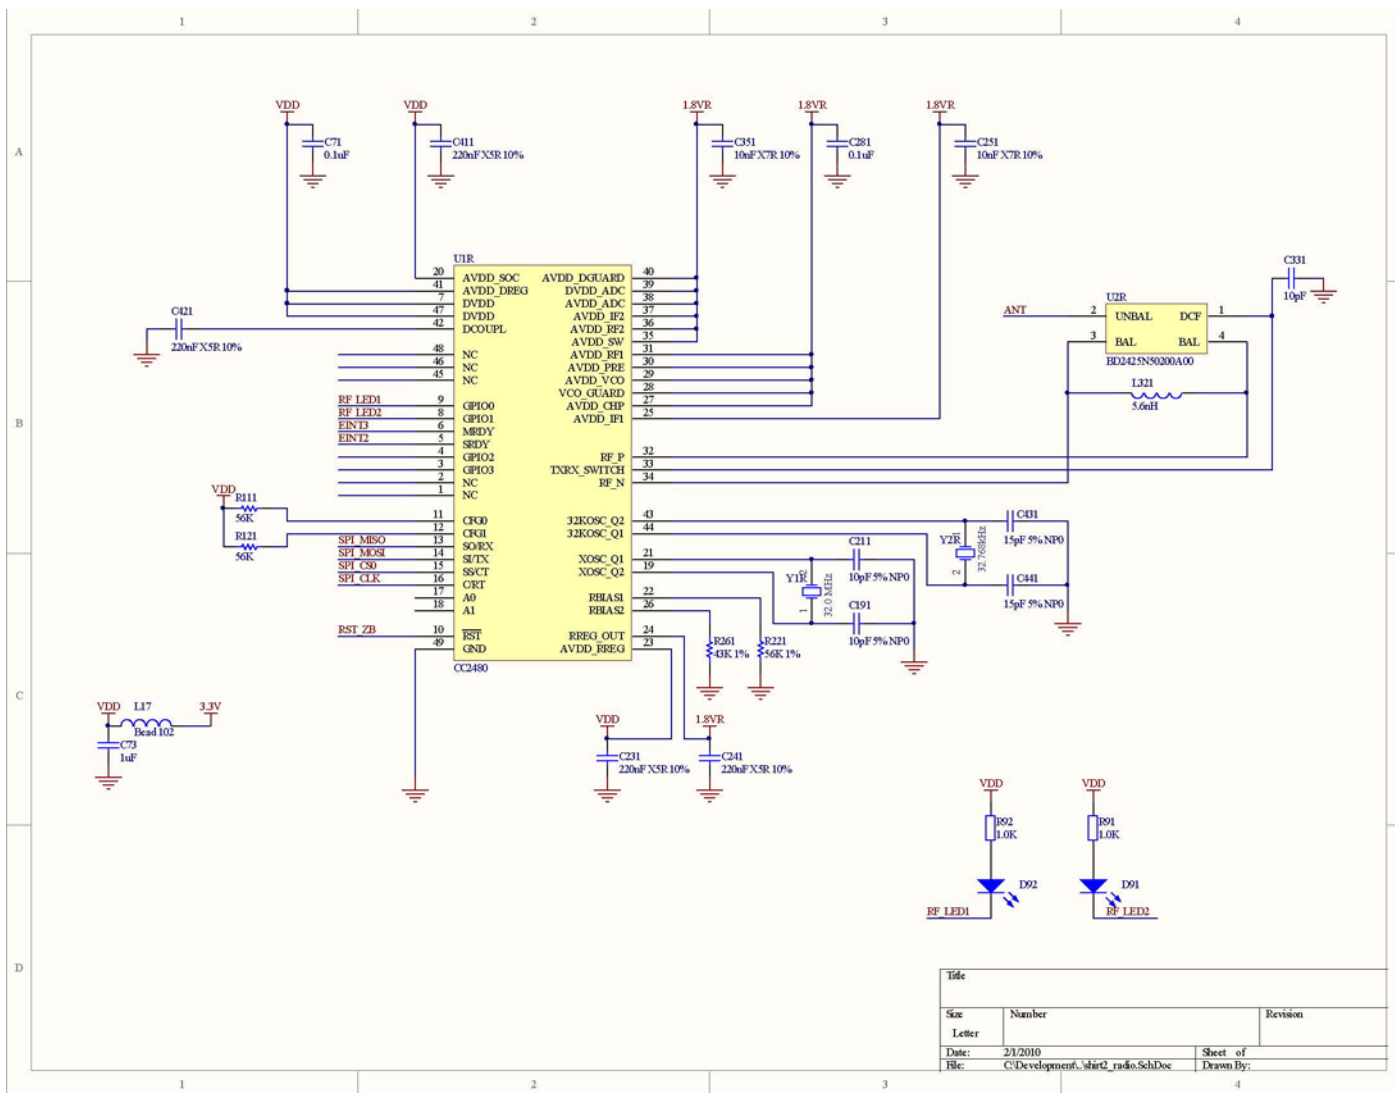 1 2 3 4
A
B
C
D
VDD
C71
0.1uF
VDD
C411
220nF X5R 10%
1.8VR
C351
10nF X7R 10%
1.8VR
C281
0.1uF
1.8VR
C251
10nF X7R 10%
U1R
20 AVDD_SOC
41 AVDD_DREG
7 DVDD
47 DVDD
42 DCOUPL
48 NC
46 NC
45 NC
RF_LED1 9 GPIO0
RF_LED2 8 GPIO1
EINT3 6 MRDY
EINT2 5 SRDY
4 GPIO2
3 GPIO3
2 NC
1 NC
11 CFG0
12 CFG1
SPI_MISO 13 SO/RX
SPI_MOSI 14 SI/TX
SPI_CS0 15 SS/CT
SPI_CLK 16 C/RT
17 A0
18 A1
RST_ZB 10 RST
49 GND
AVDD_DGUARD 40
DVDD_ADC 39
AVDD_ADC 38
AVDD_IF2 37
AVDD_RF2 36
AVDD_SW 35
AVDD_RF1 31
AVDD_PRE 30
AVDD_VCO 29
VCO_GUARD 28
AVDD_CHP 27
AVDD_IF1 25
RF_P 32
TXRX_SWITCH 33
RF_N 34
32KOSC_Q2 43
32KOSC_Q1 44
XOSC_Q1 21
XOSC_Q2 19
RBIAS1 22
RBIAS2 26
RREG_OUT 24
AVDD_RREG 23
CC2480
C421
220nF X5R 10%
VDD
R111
56K
R121
56K
C331
10pF
U2R
ANT 2 UNBAL DCF 1
3 BAL BAL 4
BD2425N50200A00
L321
5.6nH
C431
15pF 5% NP0
Y2R
1
2
32.768kHz
C441
15pF 5% NP0
C211
10pF 5% NP0
Y1R
2
1
32.0 MHz
C191
10pF 5% NP0
R261
43K 1%
R221
56K 1%
VDD
L17
3.3V
Bead 102
C73
1uF
VDD
C231
220nF X5R 10%
1.8VR
C241
220nF X5R 10%
VDD
R92
1.0K
D92
RF_LED1
VDD
R91
1.0K
D91
RF_LED2
Title
Size Number Revision
Letter
Date: 2/1/2010 Sheet of
File: C:\Development\..\shirt2_radio.SchDoc Drawn By:
1 2 3 4